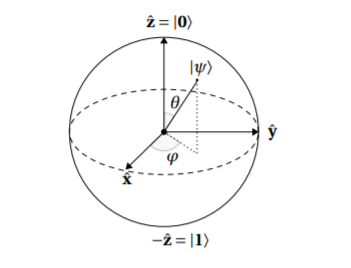 ẑ = |0⟩
|ψ⟩
θ
ŷ
φ
x̂
−ẑ = |1⟩